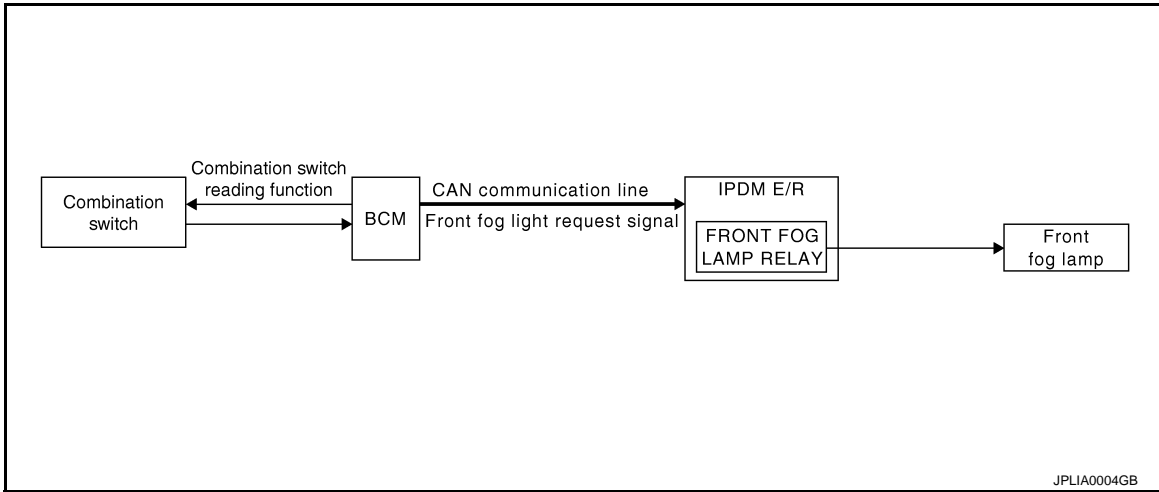 Combination switch
reading function
Combination
switch
BCM
CAN communication line
Front fog light request signal
IPDM E/R
FRONT FOG
LAMP RELAY
Front
fog lamp
JPLIA0004GB